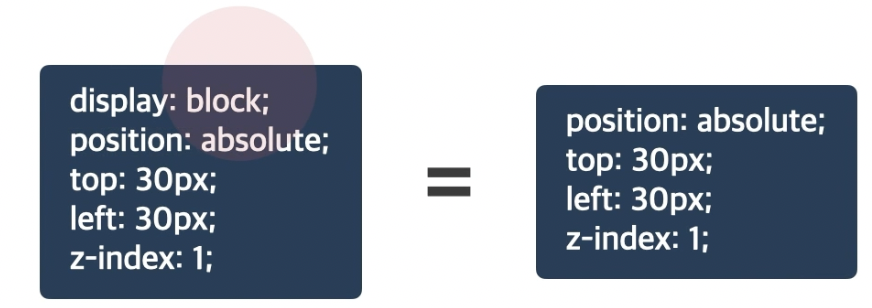 display: block;
position: absolute;
top: 30px;
left: 30px;
z-index: 1;
=
position: absolute;
top: 30px;
left: 30px;
z-index: 1;